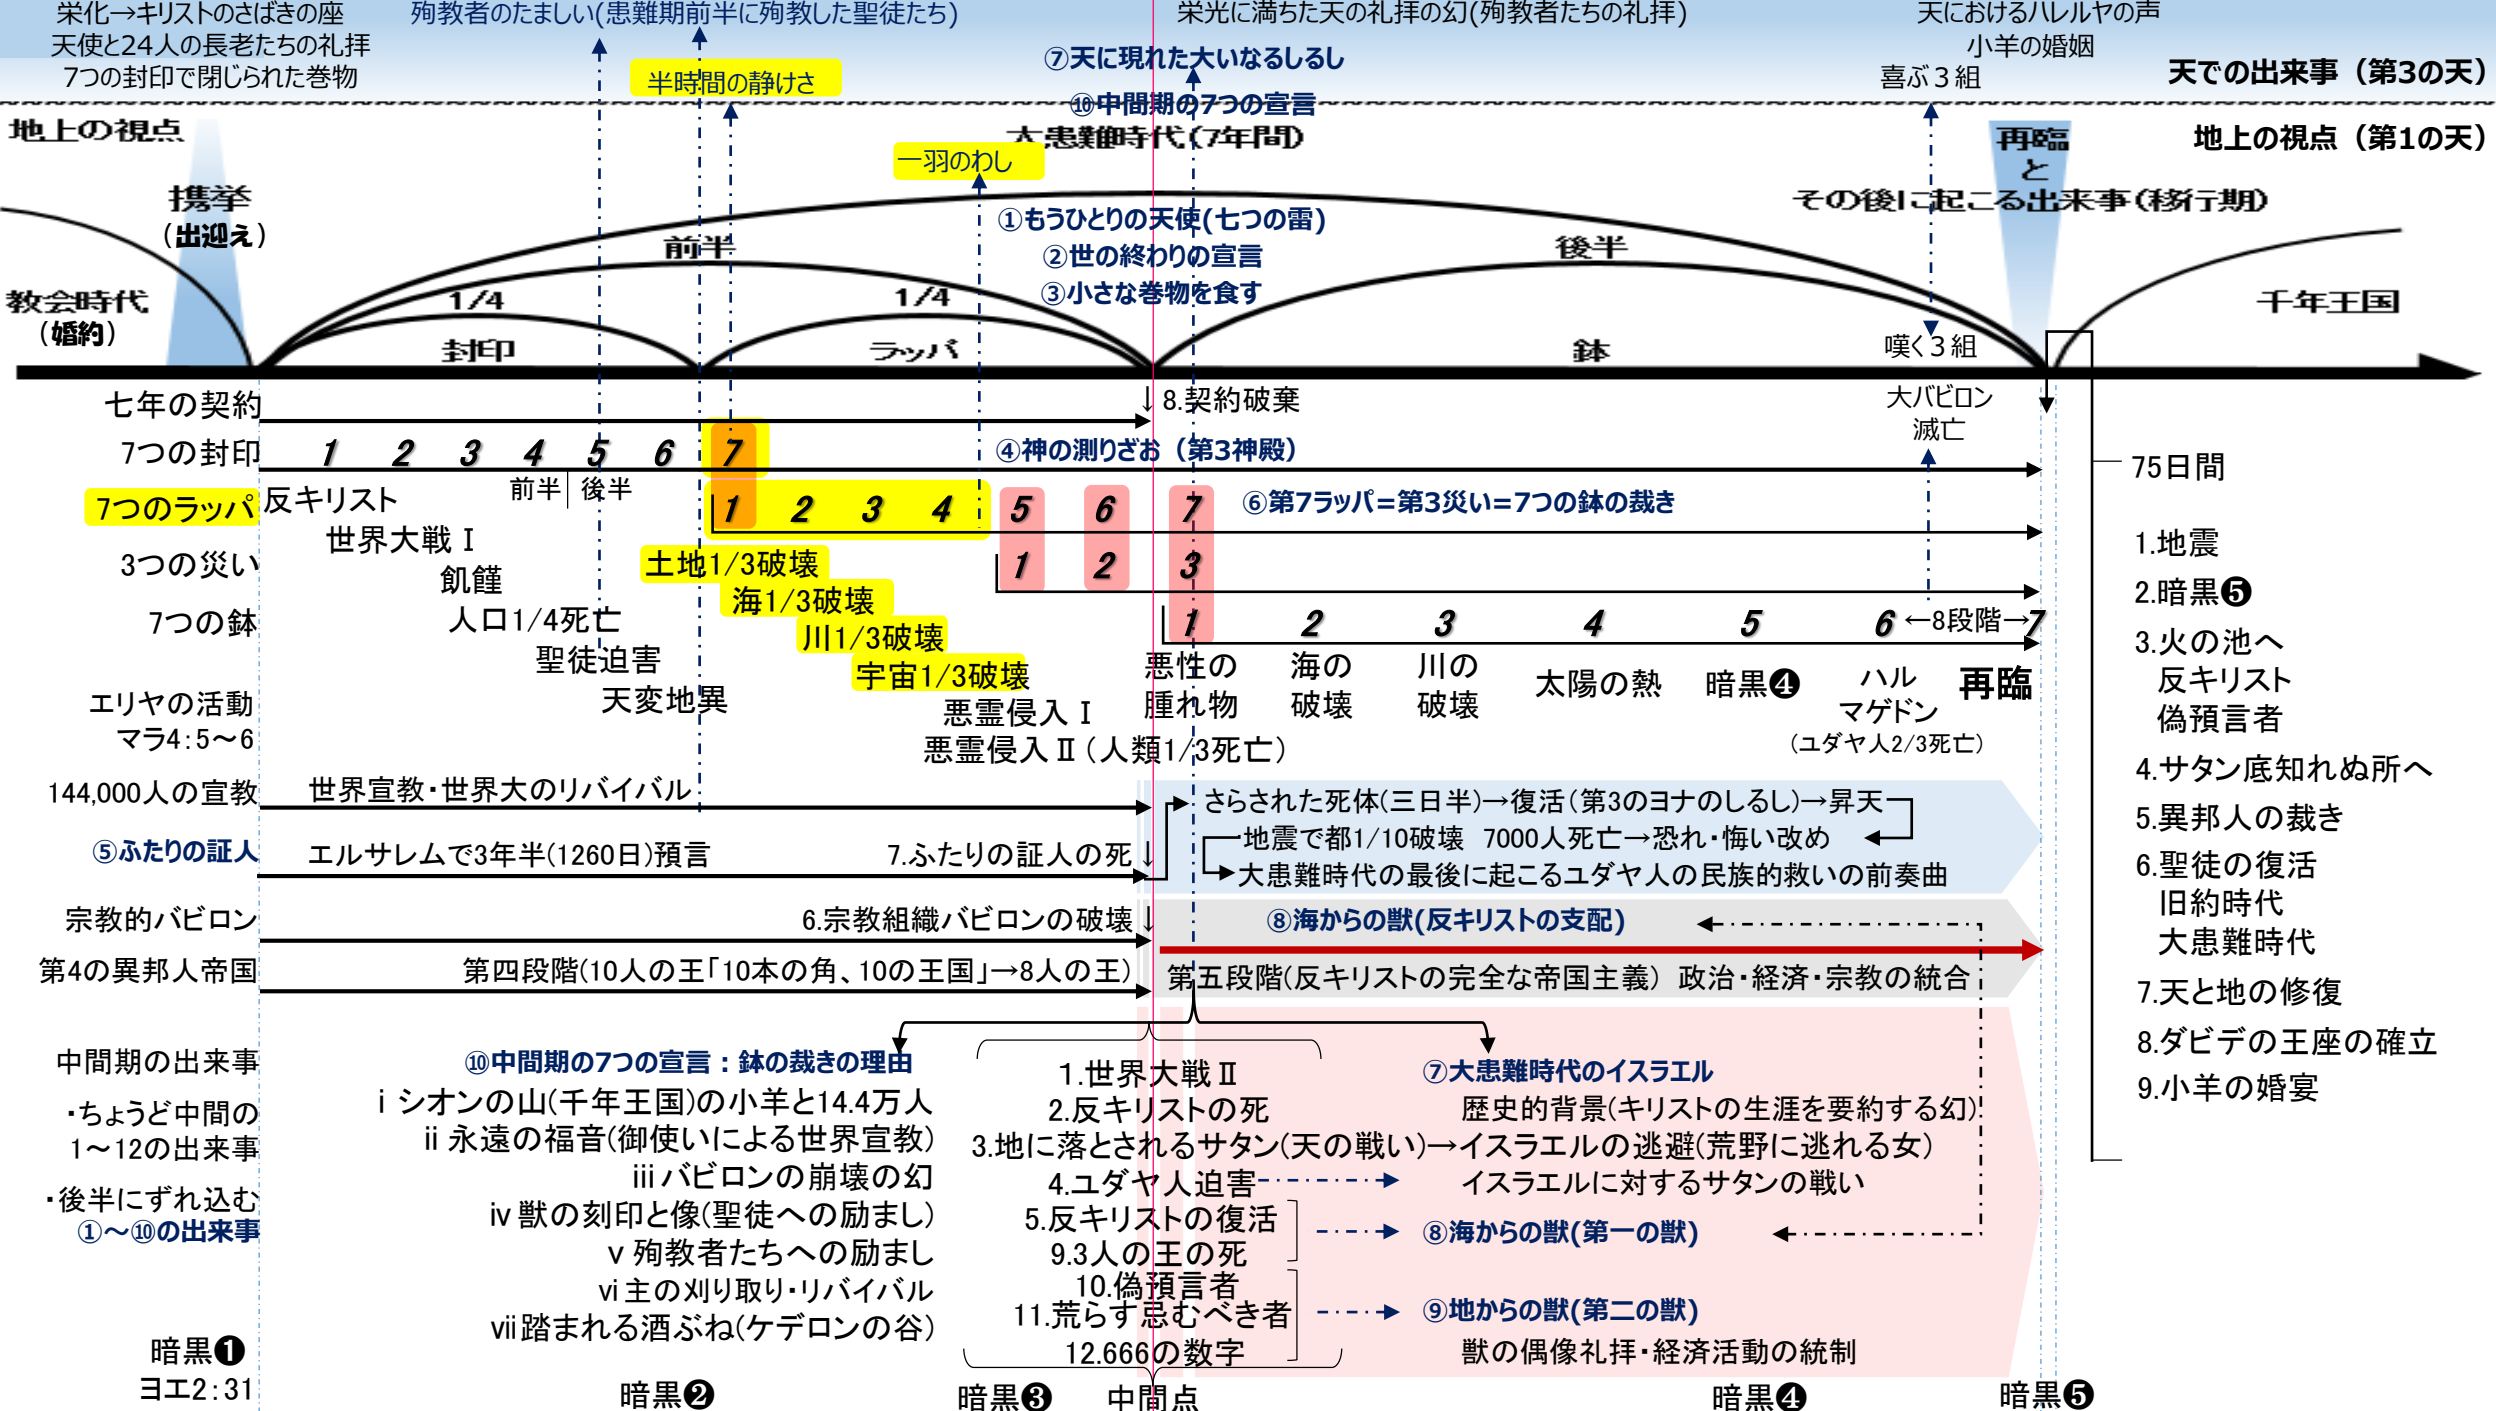 栄化→キリストのさばきの座
天使と24人の長老たちの礼拝
7つの封印で閉じられた巻物
殉教者のたましい(患難期前半に殉教した聖徒たち)
栄光に満ちた天の礼拝の幻(殉教者たちの礼拝)
天におけるハレルヤの声
小羊の婚姻
喜ぶ3組
天での出来事（第3の天）
半時間の静けさ
⑦天に現れた大いなるしるし
⑩中間期の7つの宣言
地上の視点
大患難時代(7年間)
地上の視点（第1の天）
一羽のわし
再臨
と
その後に起こる出来事(移行期)
携挙
(出迎え)
①もうひとりの天使(七つの雷)
②世の終わりの宣言
③小さな巻物を食す
前半
後半
教会時代
(婚約)
1/4
1/4
封印
ラッパ
鉢
嘆く3組
千年王国
七年の契約
↓8.契約破棄
大バビロン
滅亡
7つの封印
1 2 3 4 5 6 7
④神の測りざお（第3神殿）
前半 後半
7つのラッパ
1 2 3 4 5 6 7
⑥第7ラッパ=第3災い=7つの鉢の裁き
反キリスト
世界大戦Ⅰ
飢饉
人口1/4死亡
聖徒迫害
天変地異
3つの災い
1 2 3
土地1/3破壊
海1/3破壊
川1/3破壊
宇宙1/3破壊
悪霊侵入Ⅰ
悪霊侵入Ⅱ(人類1/3死亡)
7つの鉢
1 2 3 4 5 6 ←8段階→7
悪性の
腫れ物
海の
破壊
川の
破壊
太陽の熱
暗黒❹
ハル
マゲドン
(ユダヤ人2/3死亡)
再臨
エリヤの活動
マラ4:5～6
144,000人の宣教
世界宣教・世界大のリバイバル
さらされた死体(三日半)→復活(第3のヨナのしるし)→昇天
地震で都1/10破壊 7000人死亡→恐れ・悔い改め
大患難時代の最後に起こるユダヤ人の民族的救いの前奏曲
⑤ふたりの証人
エルサレムで3年半(1260日)預言
7.ふたりの証人の死↓
宗教的バビロン
6.宗教組織バビロンの破壊↓
⑧海からの獣(反キリストの支配)
第4の異邦人帝国
第四段階(10人の王「10本の角、10の王国」→8人の王)
第五段階(反キリストの完全な帝国主義) 政治・経済・宗教の統合
75日間
1.地震
2.暗黒❺
3.火の池へ
反キリスト
偽預言者
4.サタン底知れぬ所へ
5.異邦人の裁き
6.聖徒の復活
旧約時代
大患難時代
7.天と地の修復
8.ダビデの王座の確立
9.小羊の婚宴
中間期の出来事
・ちょうど中間の
1～12の出来事
・後半にずれ込む
①～⑩の出来事
⑩中間期の7つの宣言：鉢の裁きの理由
ⅰシオンの山(千年王国)の小羊と14.4万人
ⅱ永遠の福音(御使いによる世界宣教)
ⅲバビロンの崩壊の幻
ⅳ獣の刻印と像(聖徒への励まし)
ⅴ殉教者たちへの励まし
ⅵ主の刈り取り・リバイバル
ⅶ踏まれる酒ぶね(ケデロンの谷)
1.世界大戦Ⅱ
2.反キリストの死
3.地に落とされるサタン(天の戦い)→イスラエルの逃避(荒野に逃れる女)
4.ユダヤ人迫害
5.反キリストの復活
9.3人の王の死
10.偽預言者
11.荒らす忌むべき者
12.666の数字
⑦大患難時代のイスラエル
歴史的背景(キリストの生涯を要約する幻)
イスラエルに対するサタンの戦い
⑧海からの獣(第一の獣)
⑨地からの獣(第二の獣)
獣の偶像礼拝・経済活動の統制
暗黒❶
ヨエ2:31
暗黒❷
暗黒❸
中間点
暗黒❹
暗黒❺